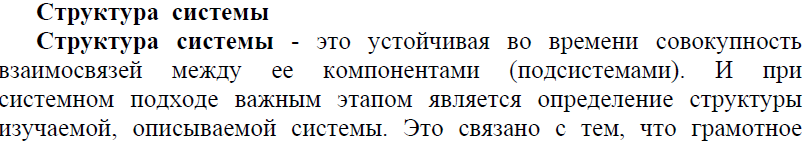 Структура системы
Структура системы - это устойчивая во времени совокупность
взаимосвязей между ее компонентами (подсистемами). И при
системном подходе важным этапом является определение структуры
изучаемой, описываемой системы. Это связано с тем, что грамотное